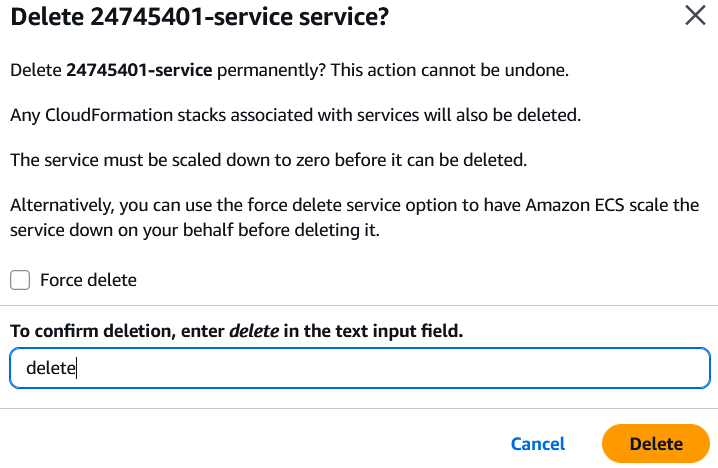 Delete 24745401-service service?
Delete 24745401-service permanently? This action cannot be undone.
Any CloudFormation stacks associated with services will also be deleted.
The service must be scaled down to zero before it can be deleted.
Alternatively, you can use the force delete service option to have Amazon ECS scale the
service down on your behalf before deleting it.
Force delete
To confirm deletion, enter delete in the text input field.
delete
Cancel
Delete